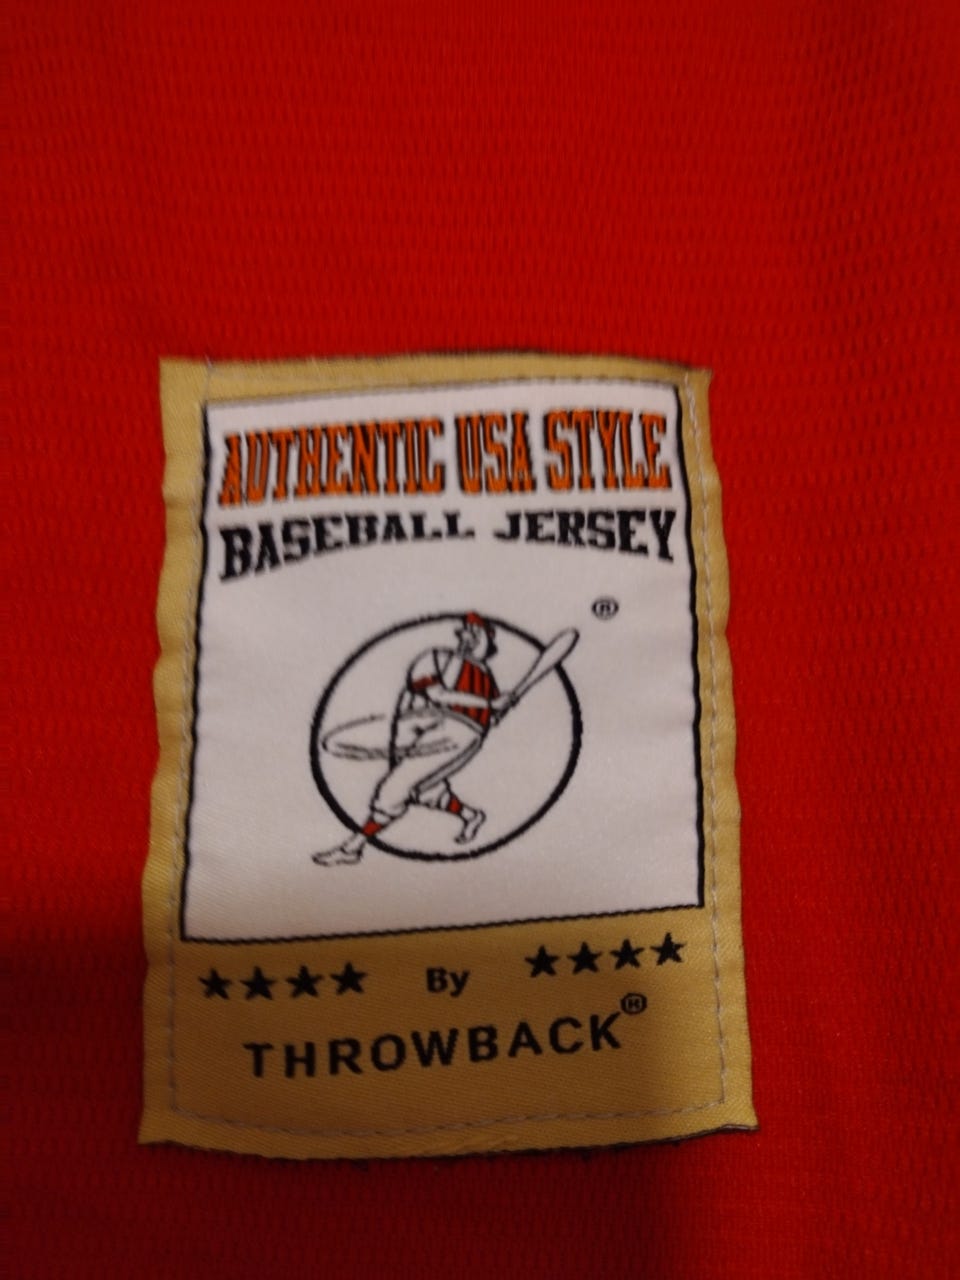 AUTHENTIC USA STYLE
BASEBALL JERSEY
®
★★★★ By ★★★★
THROWBACK®